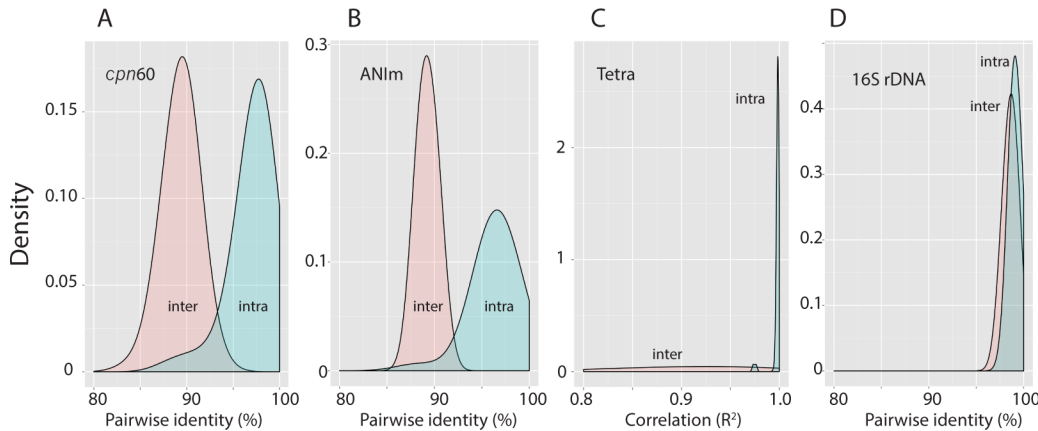 A
B
C
D
Density
cpn60
0.15
0.10
0.05
0
inter
intra
80
90
100
Pairwise identity (%)
ANIm
0.3
0.2
0.1
0
inter
intra
80
90
100
Pairwise identity (%)
Tetra
intra
2
1
0
inter
0.8
0.9
1.0
Correlation (R²)
16S rDNA
intra
inter
0.4
0.3
0.2
0.1
0
80
90
100
Pairwise identity (%)